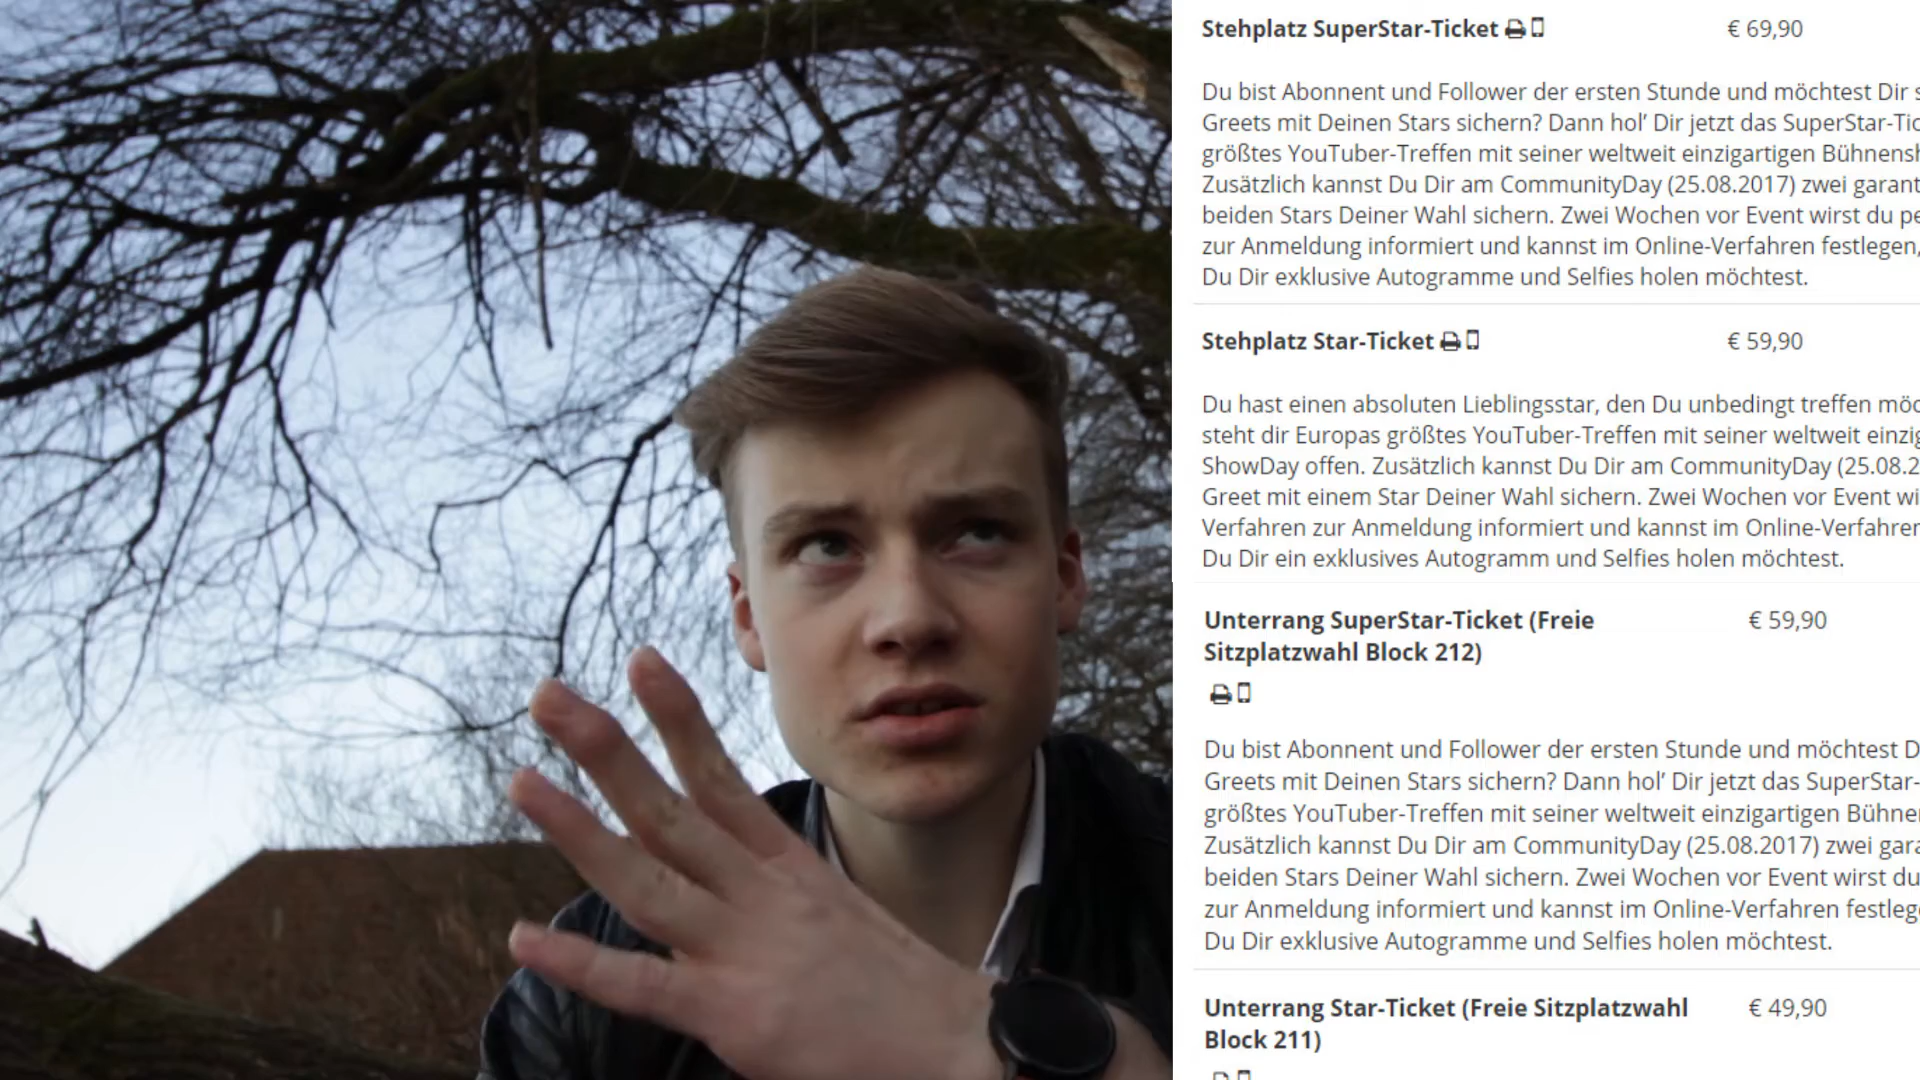 Stehplatz SuperStar-Ticket € 69,90
Du bist Abonnent und Follower der ersten Stunde und möchtest Dir
Greets mit Deinen Stars sichern? Dann hol’ Dir jetzt das
größtes YouTuber-Treffen mit seiner weltweit einzigartigen
Zusätzlich kannst Du Dir am CommunityDay (25.08.2017) zwei
beiden Stars Deiner Wahl sichern. Zwei Wochen vor Event wirst du
zur Anmeldung informiert und kannst im Online-Verfahren festlegen,
Du Dir exklusive Autogramme und Selfies holen möchtest.
Stehplatz Star-Ticket € 59,90
Du hast einen absoluten Lieblingsstar, den Du unbedingt treffen
steht dir Europas größtes YouTuber-Treffen mit seiner weltweit
ShowDay offen. Zusätzlich kannst Du Dir am CommunityDay (25.08.2
Greet mit einem Star Deiner Wahl sichern. Zwei Wochen vor Event
Verfahren zur Anmeldung informiert und kannst im Online-Verfahren
Du Dir ein exklusives Autogramm und Selfies holen möchtest.
Unterrang SuperStar-Ticket (Freie € 59,90
Sitzplatzwahl Block 212)
Du bist Abonnent und Follower der ersten Stunde und möchtest
Greets mit Deinen Stars sichern? Dann hol’ Dir jetzt das SuperStar-
größtes YouTuber-Treffen mit seiner weltweit einzigartigen
Zusätzlich kannst Du Dir am CommunityDay (25.08.2017) zwei
beiden Stars Deiner Wahl sichern. Zwei Wochen vor Event wirst du
zur Anmeldung informiert und kannst im Online-Verfahren
Du Dir exklusive Autogramme und Selfies holen möchtest.
Unterrang Star-Ticket (Freie Sitzplatzwahl € 49,90
Block 211)